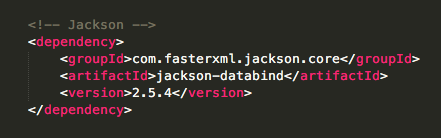 <!-- Jackson -->
<dependency>
    <groupId>com.fasterxml.jackson.core</groupId>
    <artifactId>jackson-databind</artifactId>
    <version>2.5.4</version>
</dependency>